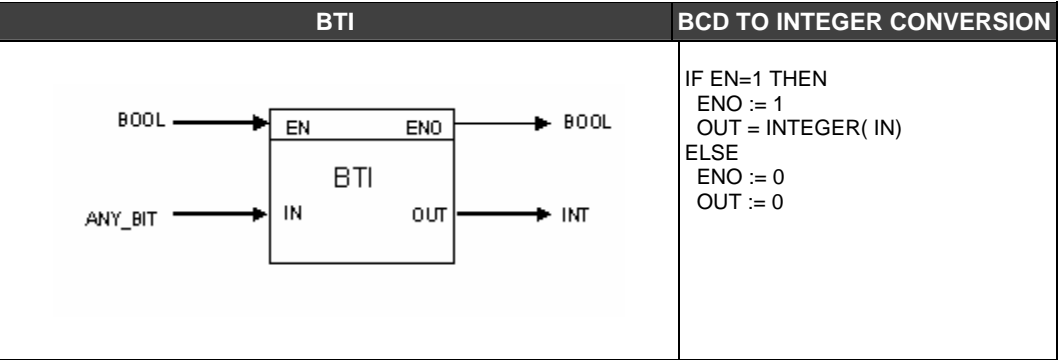 BTI
BCD TO INTEGER CONVERSION
BOOL
EN
ENO
BOOL
BTI
ANY_BIT
IN
OUT
INT
IF EN=1 THEN
ENO := 1
OUT = INTEGER( IN)
ELSE
ENO := 0
OUT := 0